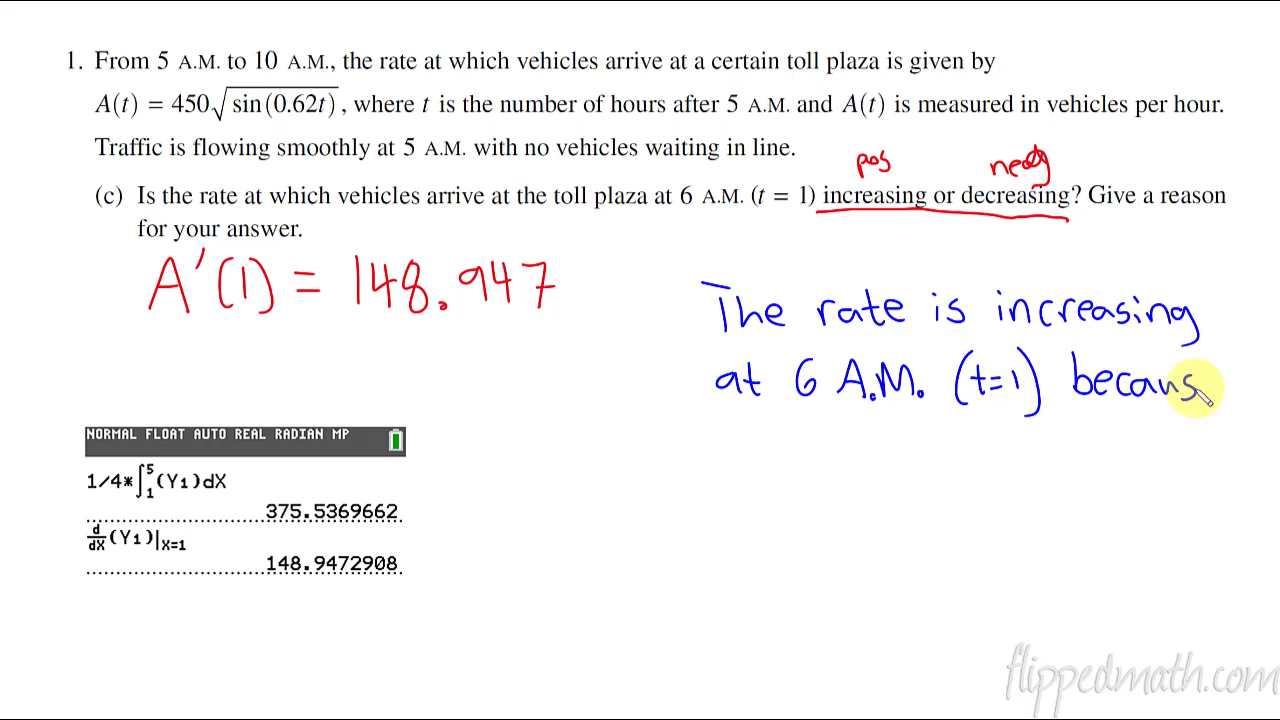 1. From 5 A.M. to 10 A.M., the rate at which vehicles arrive at a certain toll plaza is given by
A(t) = 450√sin(0.62t), where t is the number of hours after 5 A.M. and A(t) is measured in vehicles per hour.
Traffic is flowing smoothly at 5 A.M. with no vehicles waiting in line.
pos neg
(c) Is the rate at which vehicles arrive at the toll plaza at 6 A.M. (t = 1) increasing or decreasing? Give a reason
for your answer.
A'(1) = 148.947
The rate is increasing
at 6 A.M. (t=1) becaus
NORMAL FLOAT AUTO REAL RADIAN MP
1/4*∫₁⁵(Y₁)dX
375.5369662
d/dX(Y₁)|X=1
148.9472908
flippedmath.com